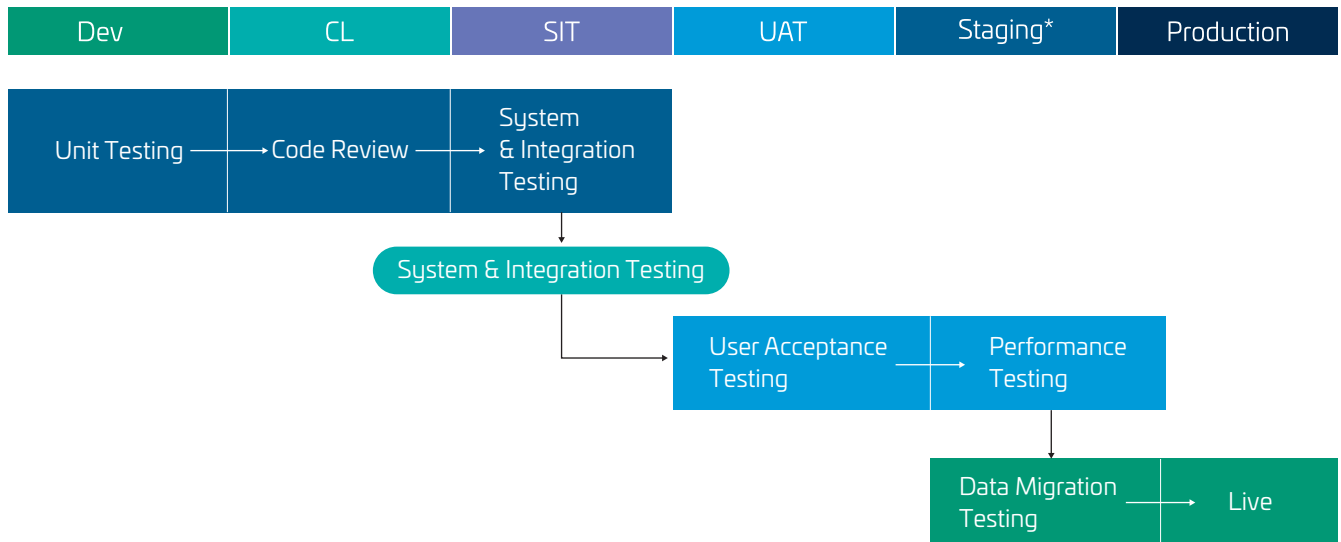 Dev
CL
SIT
UAT
Staging*
Production
Unit Testing
Code Review
System
& Integration
Testing
System & Integration Testing
User Acceptance
Testing
Performance
Testing
Data Migration
Testing
Live